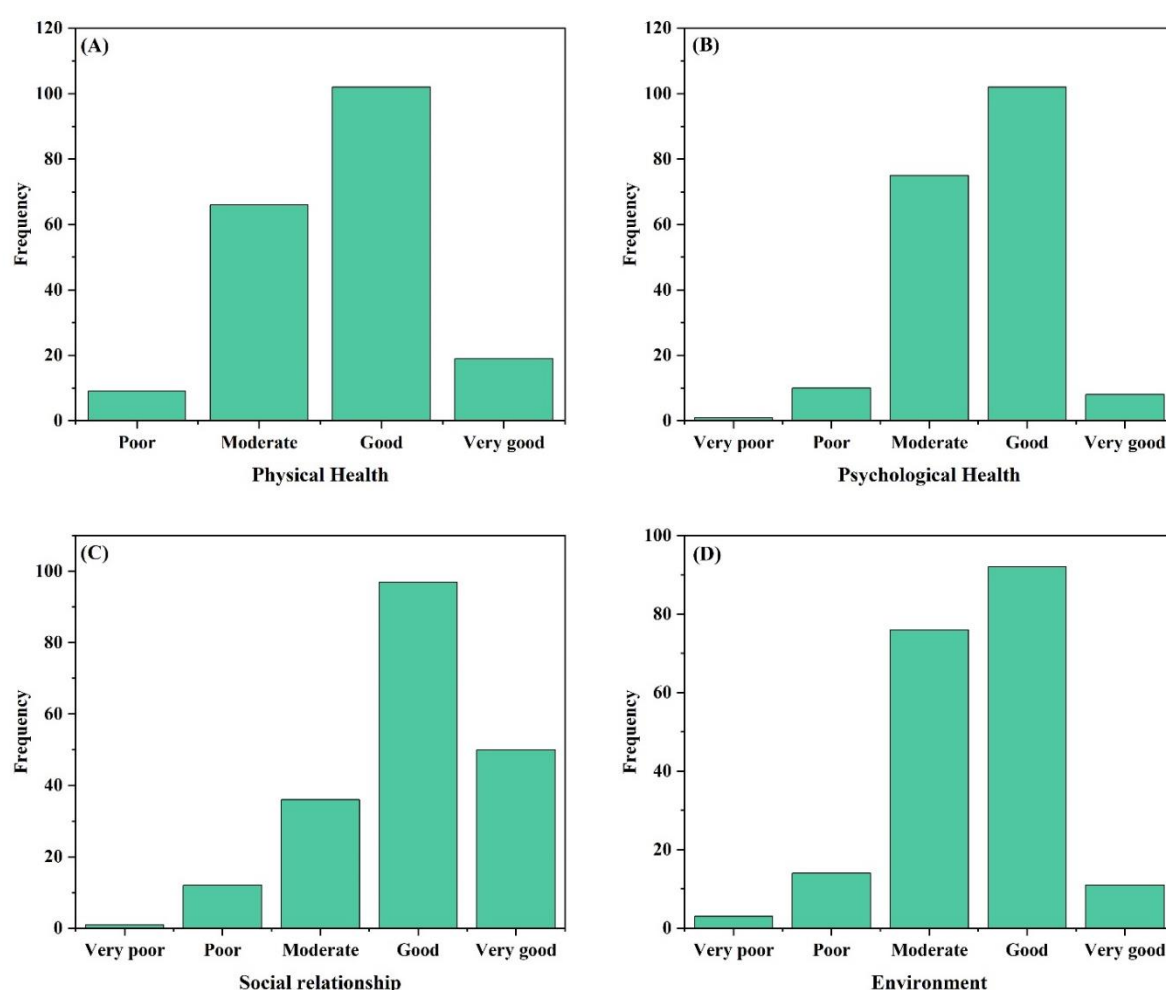 (A)
120
100
80
60
40
20
0
Frequency
Poor Moderate Good Very good
Physical Health
(B)
120
100
80
60
40
20
0
Frequency
Very poor Poor Moderate Good Very good
Psychological Health
(C)
100
80
60
40
20
0
Frequency
Very poor Poor Moderate Good Very good
Social relationship
(D)
100
80
60
40
20
0
Frequency
Very poor Poor Moderate Good Very good
Environment